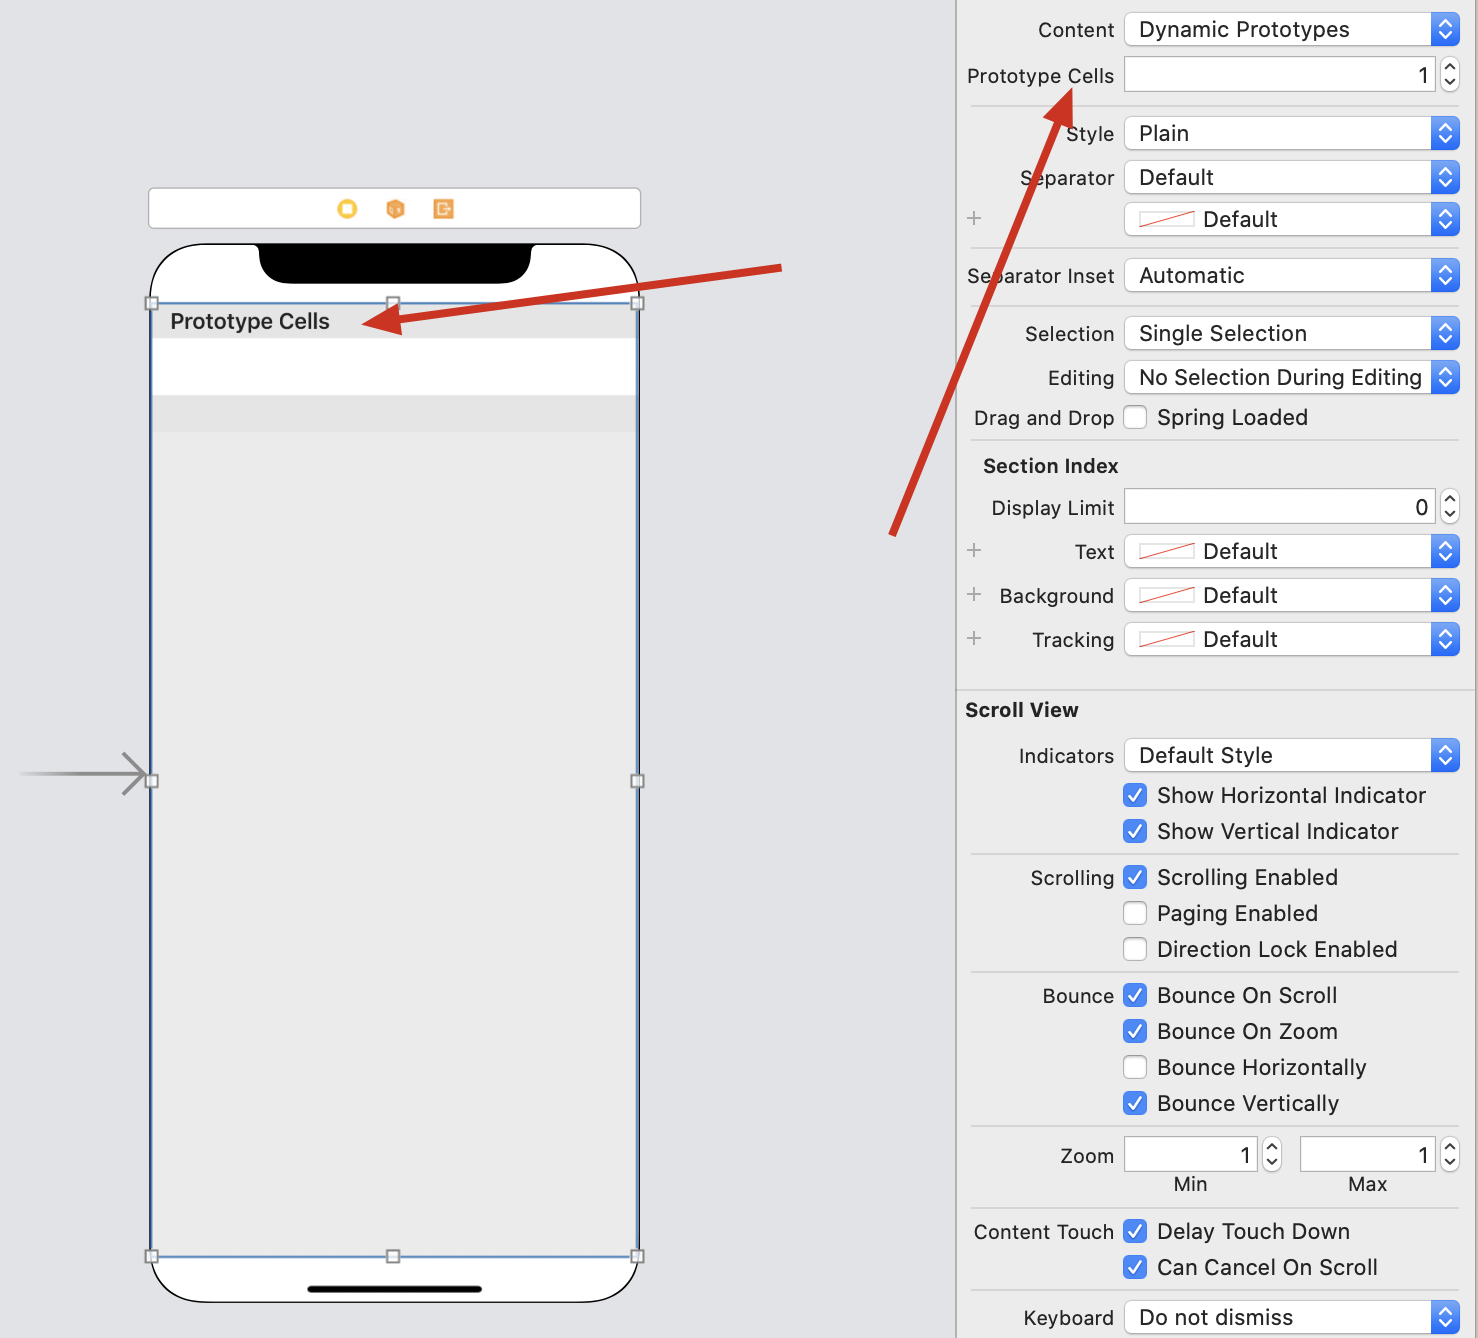 Prototype Cells
Content Dynamic Prototypes
Prototype Cells 1
Style Plain
Separator Default
Default
Separator Inset Automatic
Selection Single Selection
Editing No Selection During Editing
Drag and Drop Spring Loaded
Section Index
Display Limit 0
Text Default
Background Default
Tracking Default
Scroll View
Indicators Default Style
Show Horizontal Indicator
Show Vertical Indicator
Scrolling Scrolling Enabled
Paging Enabled
Direction Lock Enabled
Bounce Bounce On Scroll
Bounce On Zoom
Bounce Horizontally
Bounce Vertically
Zoom 1 1
Min Max
Content Touch Delay Touch Down
Can Cancel On Scroll
Keyboard Do not dismiss